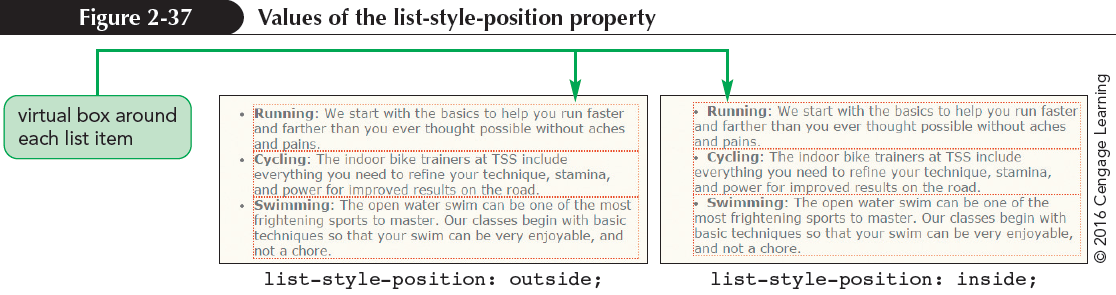 Figure 2-37 Values of the list-style-position property
virtual box around
each list item
• Running: We start with the basics to help you run faster
and farther than you ever thought possible without aches
and pains.
• Cycling: The indoor bike trainers at TSS include
everything you need to refine your technique, stamina,
and power for improved results on the road.
• Swimming: The open water swim can be one of the most
frightening sports to master. Our classes begin with basic
techniques so that your swim can be very enjoyable, and
not a chore.
list-style-position: outside;
• Running: We start with the basics to help you run faster
and farther than you ever thought possible without aches
and pains.
• Cycling: The indoor bike trainers at TSS include
everything you need to refine your technique, stamina,
and power for improved results on the road.
• Swimming: The open water swim can be one of the
most frightening sports to master. Our classes begin with
basic techniques so that your swim can be very enjoyable,
and not a chore.
list-style-position: inside;
© 2016 Cengage Learning